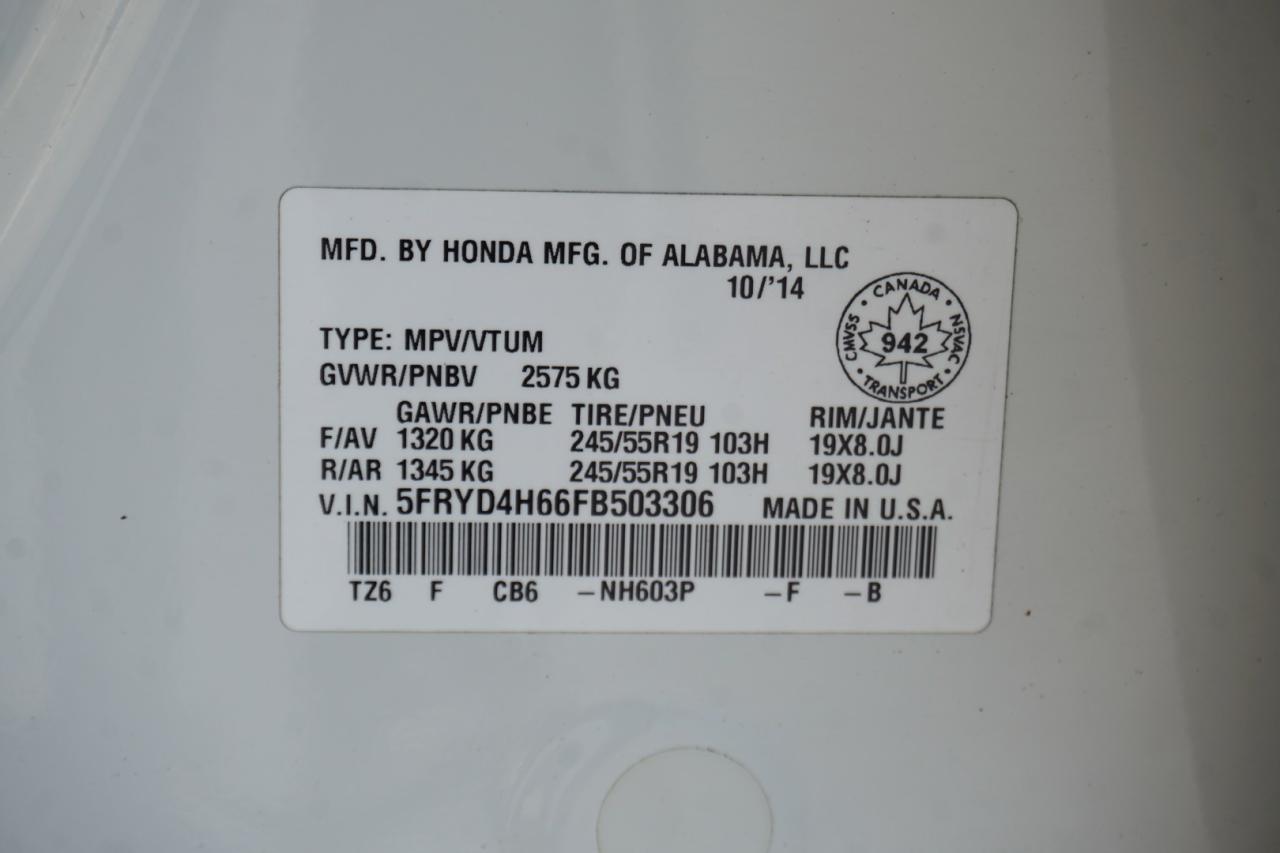 MFD. BY HONDA MFG. OF ALABAMA, LLC
10/'14
CANADA
CMVSS 942 NSVAC
TRANSPORT
TYPE: MPV/VTUM
GVWR/PNBV 2575 KG
GAWR/PNBE TIRE/PNEU RIM/JANTE
F/AV 1320 KG 245/55R19 103H 19X8.0J
R/AR 1345 KG 245/55R19 103H 19X8.0J
V.I.N. 5FRYD4H66FB503306 MADE IN U.S.A.
TZ6 F CB6 –NH603P –F –B